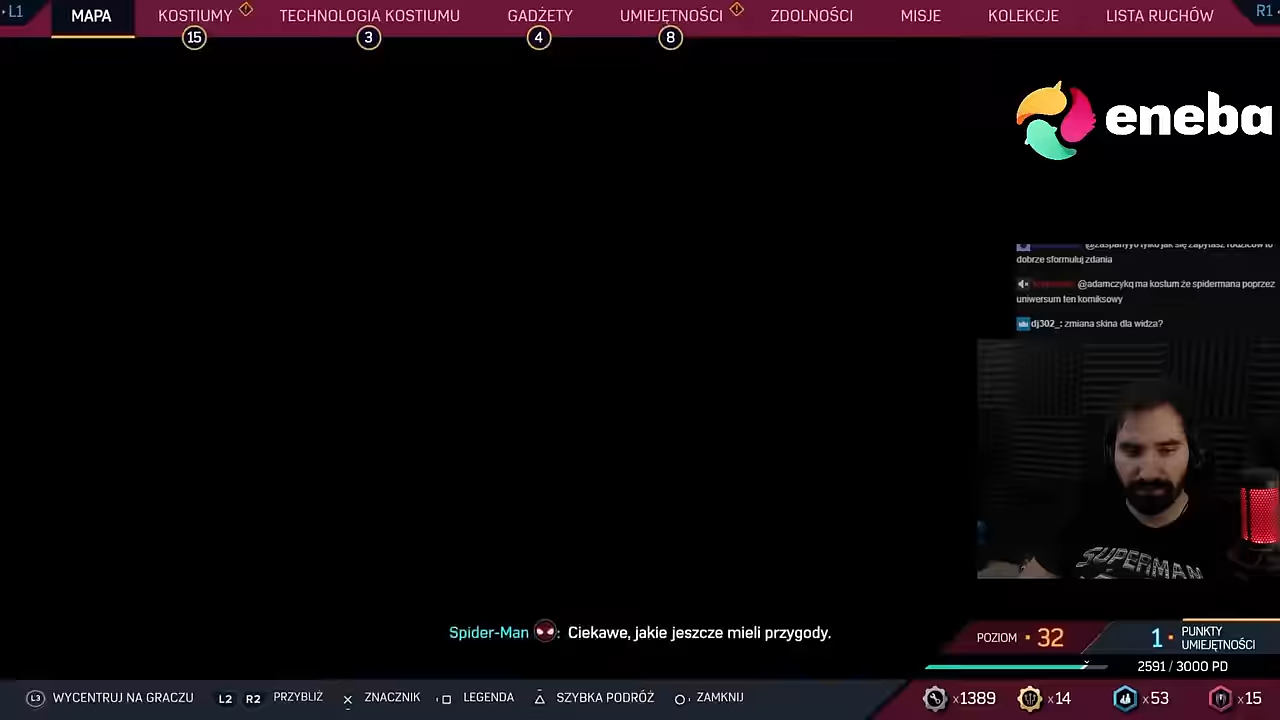 L1 MAPA KOSTIUMY TECHNOLOGIA KOSTIUMU GADŻETY UMIEJĘTNOŚCI ZDOLNOŚCI MISJE KOLEKCJE LISTA RUCHÓW R1
15 3 4 8
eneba
dobrze sformuluj zdania
@adamczykq ma kostum że spidermana poprzez
uniwersum ten komiksowy
dj302_: zmiana skina dla widza?
SUPERMAN
Spider-Man : Ciekawe, jakie jeszcze mieli przygody.
POZIOM 32
1 PUNKTY
UMIEJĘTNOŚCI
2591 / 3000 PD
L3 WYCENTRUJ NA GRACZU L2 R2 PRZYBLIŻ ZNACZNIK LEGENDA SZYBKA PODRÓŻ ZAMKNIJ
x1389 x14 x53 x15